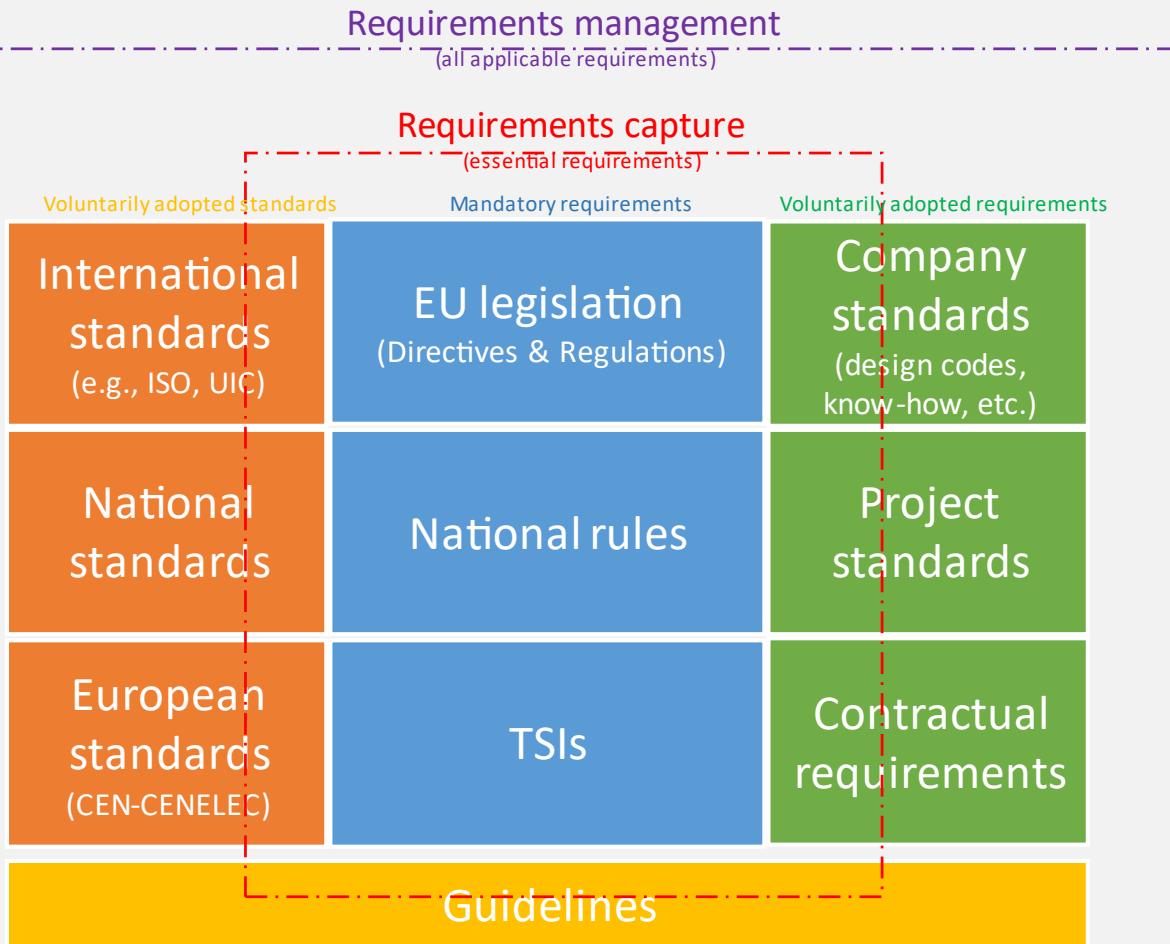 Requirements management
(all applicable requirements)
Requirements capture
(essential requirements)
Voluntarily adopted standards
Mandatory requirements
Voluntarily adopted requirements
International
standards
(e.g., ISO, UIC)
EU legislation
(Directives & Regulations)
Company
standards
(design codes,
know-how, etc.)
National
standards
National rules
Project
standards
European
standards
(CEN-CENELEC)
TSIs
Contractual
requirements
Guidelines